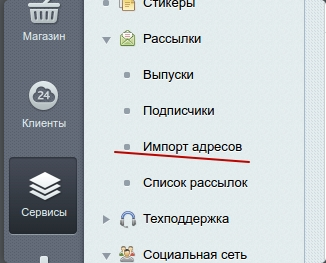 Стикеры
Магазин
Рассылки
Выпуски
24
Клиенты
Подписчики
Импорт адресов
Список рассылок
Сервисы
Техподдержка
Социальная сеть